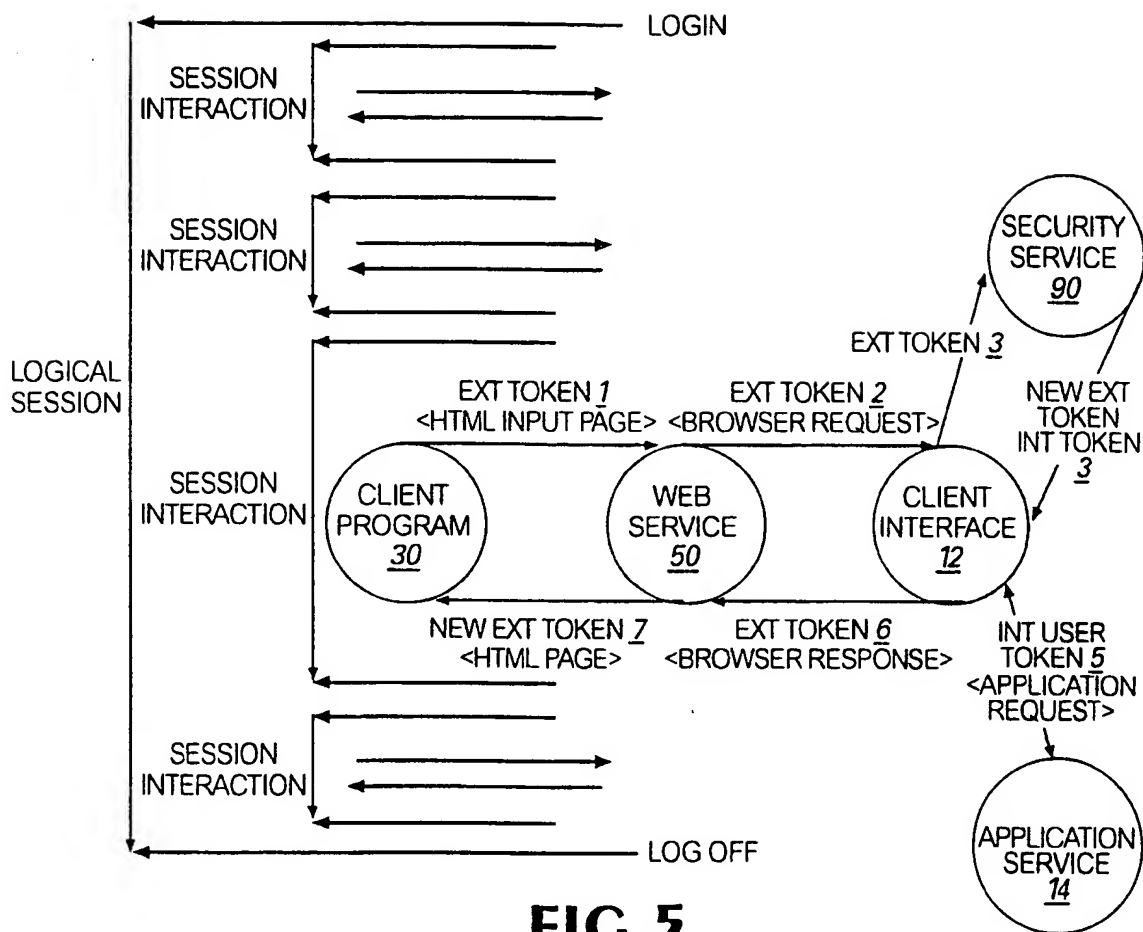 LOGIN
SESSION
INTERACTION
SESSION
INTERACTION
SECURITY
SERVICE
90
EXT TOKEN 3
NEW EXT
TOKEN
INT TOKEN
3
LOGICAL
SESSION
SESSION
INTERACTION
EXT TOKEN 1
<HTML INPUT PAGE>
EXT TOKEN 2
<BROWSER REQUEST>
CLIENT
PROGRAM
30
WEB
SERVICE
50
CLIENT
INTERFACE
12
NEW EXT TOKEN 7
<HTML PAGE>
EXT TOKEN 6
<BROWSER RESPONSE>
INT USER
TOKEN 5
<APPLICATION
REQUEST>
SESSION
INTERACTION
LOG OFF
APPLICATION
SERVICE
14
FIG 5